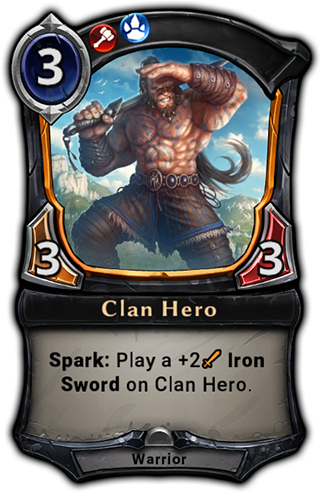 3
3
3
Clan Hero
Spark: Play a +2 Iron
Sword on Clan Hero.
Warrior